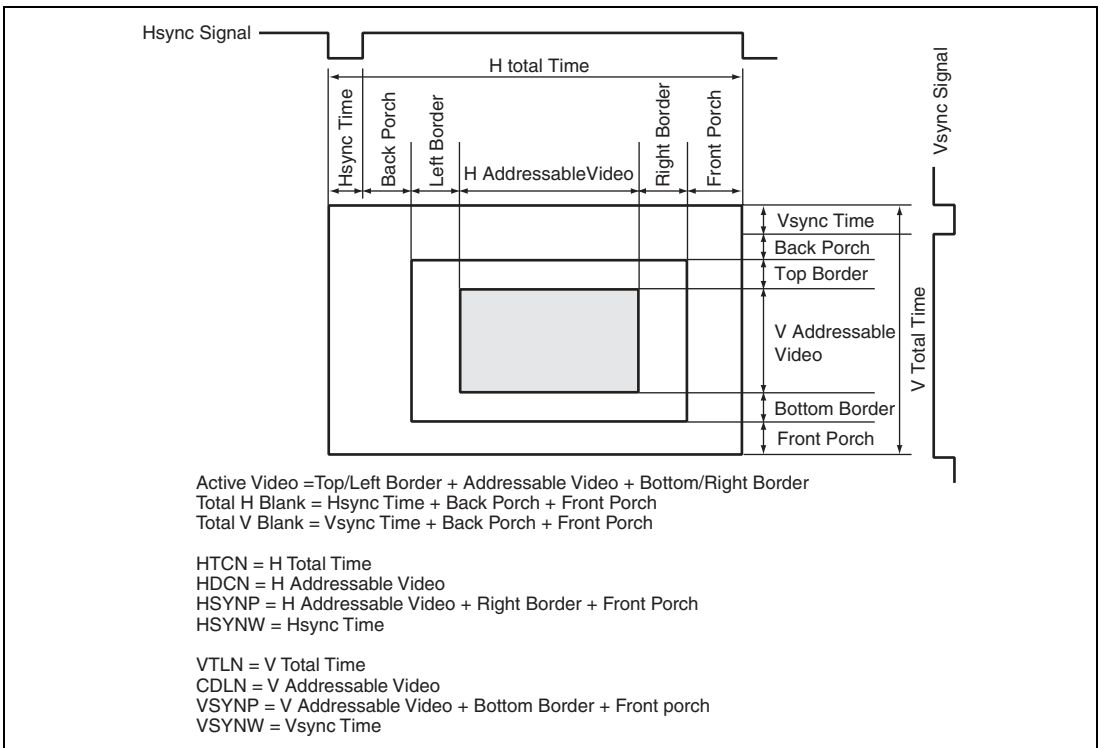 Hsync Signal
H total Time
Vsync Signal
Hsync Time
Back Porch
Left Border
H AddressableVideo
Right Border
Front Porch
Vsync Time
Back Porch
Top Border
V Addressable
Video
V Total Time
Bottom Border
Front Porch
Active Video =Top/Left Border + Addressable Video + Bottom/Right Border
Total H Blank = Hsync Time + Back Porch + Front Porch
Total V Blank = Vsync Time + Back Porch + Front Porch
HTCN = H Total Time
HDCN = H Addressable Video
HSYNP = H Addressable Video + Right Border + Front Porch
HSYNW = Hsync Time
VTLN = V Total Time
CDLN = V Addressable Video
VSYNP = V Addressable Video + Bottom Border + Front porch
VSYNW = Vsync Time